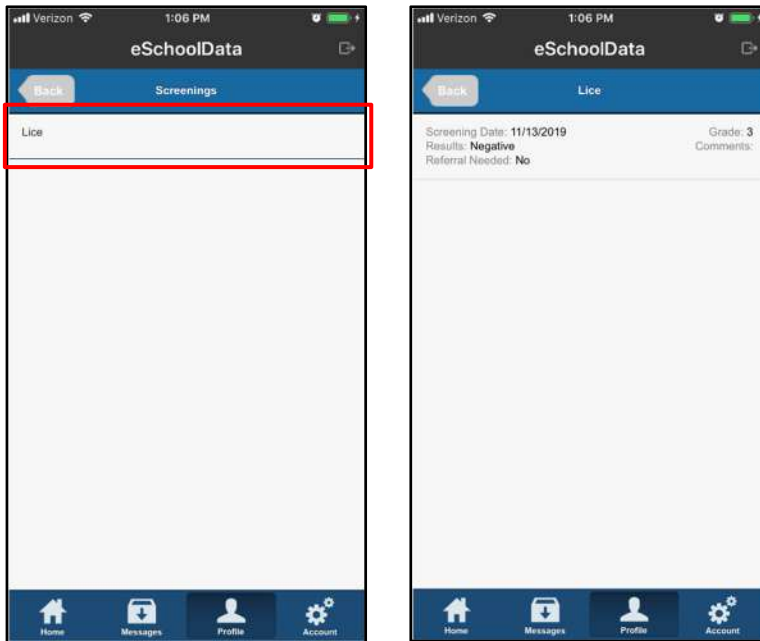 Verizon 1:06 PM
eSchoolData
Back Screenings
Lice
Home Messages Profile Account
Verizon 1:06 PM
eSchoolData
Back Lice
Screening Date: 11/13/2019 Grade: 3
Results: Negative Comments:
Referral Needed: No
Home Messages Profile Account